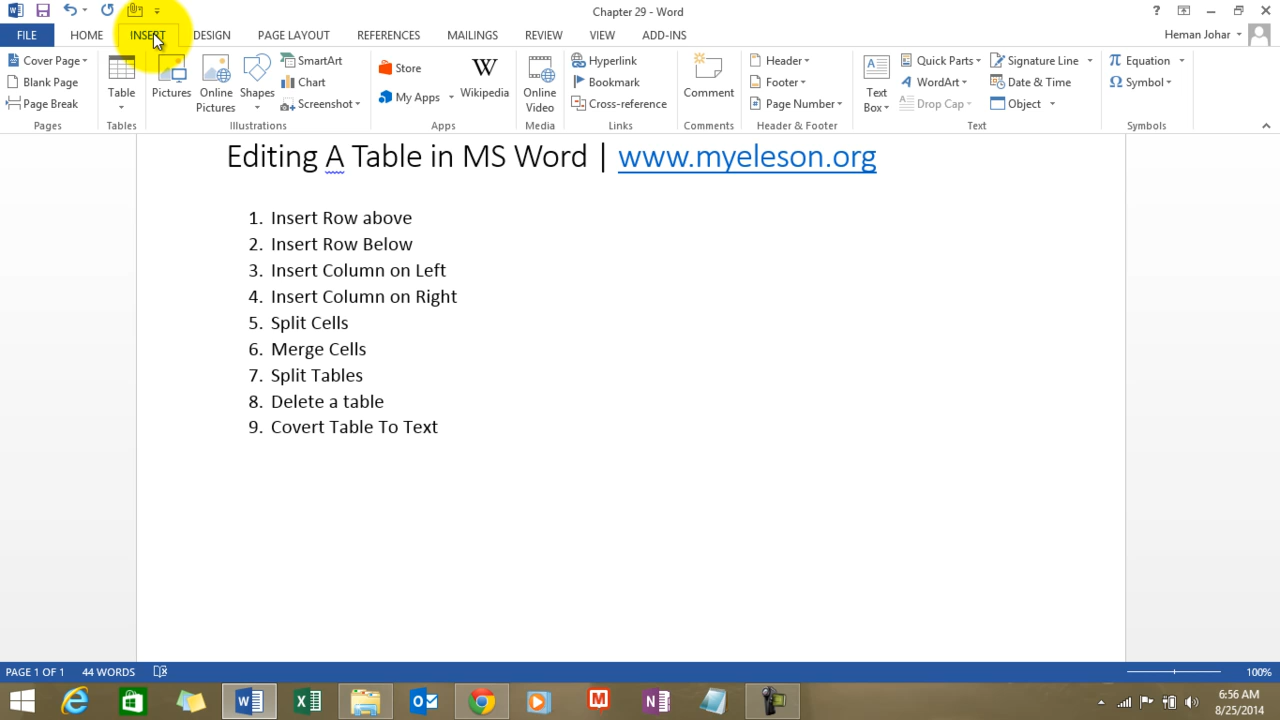 Chapter 29 - Word
?
FILE HOME INSERT DESIGN PAGE LAYOUT REFERENCES MAILINGS REVIEW VIEW ADD-INS Heman Johar
Cover Page
Blank Page
Page Break
Pages
Table
Tables
Pictures
Online Pictures
Shapes
SmartArt
Chart
Screenshot
Illustrations
Store
My Apps
W
Wikipedia
Apps
Online Video
Media
Hyperlink
Bookmark
Cross-reference
Links
Comment
Comments
Header
Footer
Page Number
Header & Footer
Text Box
Quick Parts
WordArt
Drop Cap
Signature Line
Date & Time
Object
Text
Equation
Symbol
Symbols
Editing A Table in MS Word | www.myeleson.org
1. Insert Row above
2. Insert Row Below
3. Insert Column on Left
4. Insert Column on Right
5. Split Cells
6. Merge Cells
7. Split Tables
8. Delete a table
9. Covert Table To Text
PAGE 1 OF 1 44 WORDS 100%
6:56 AM
8/25/2014